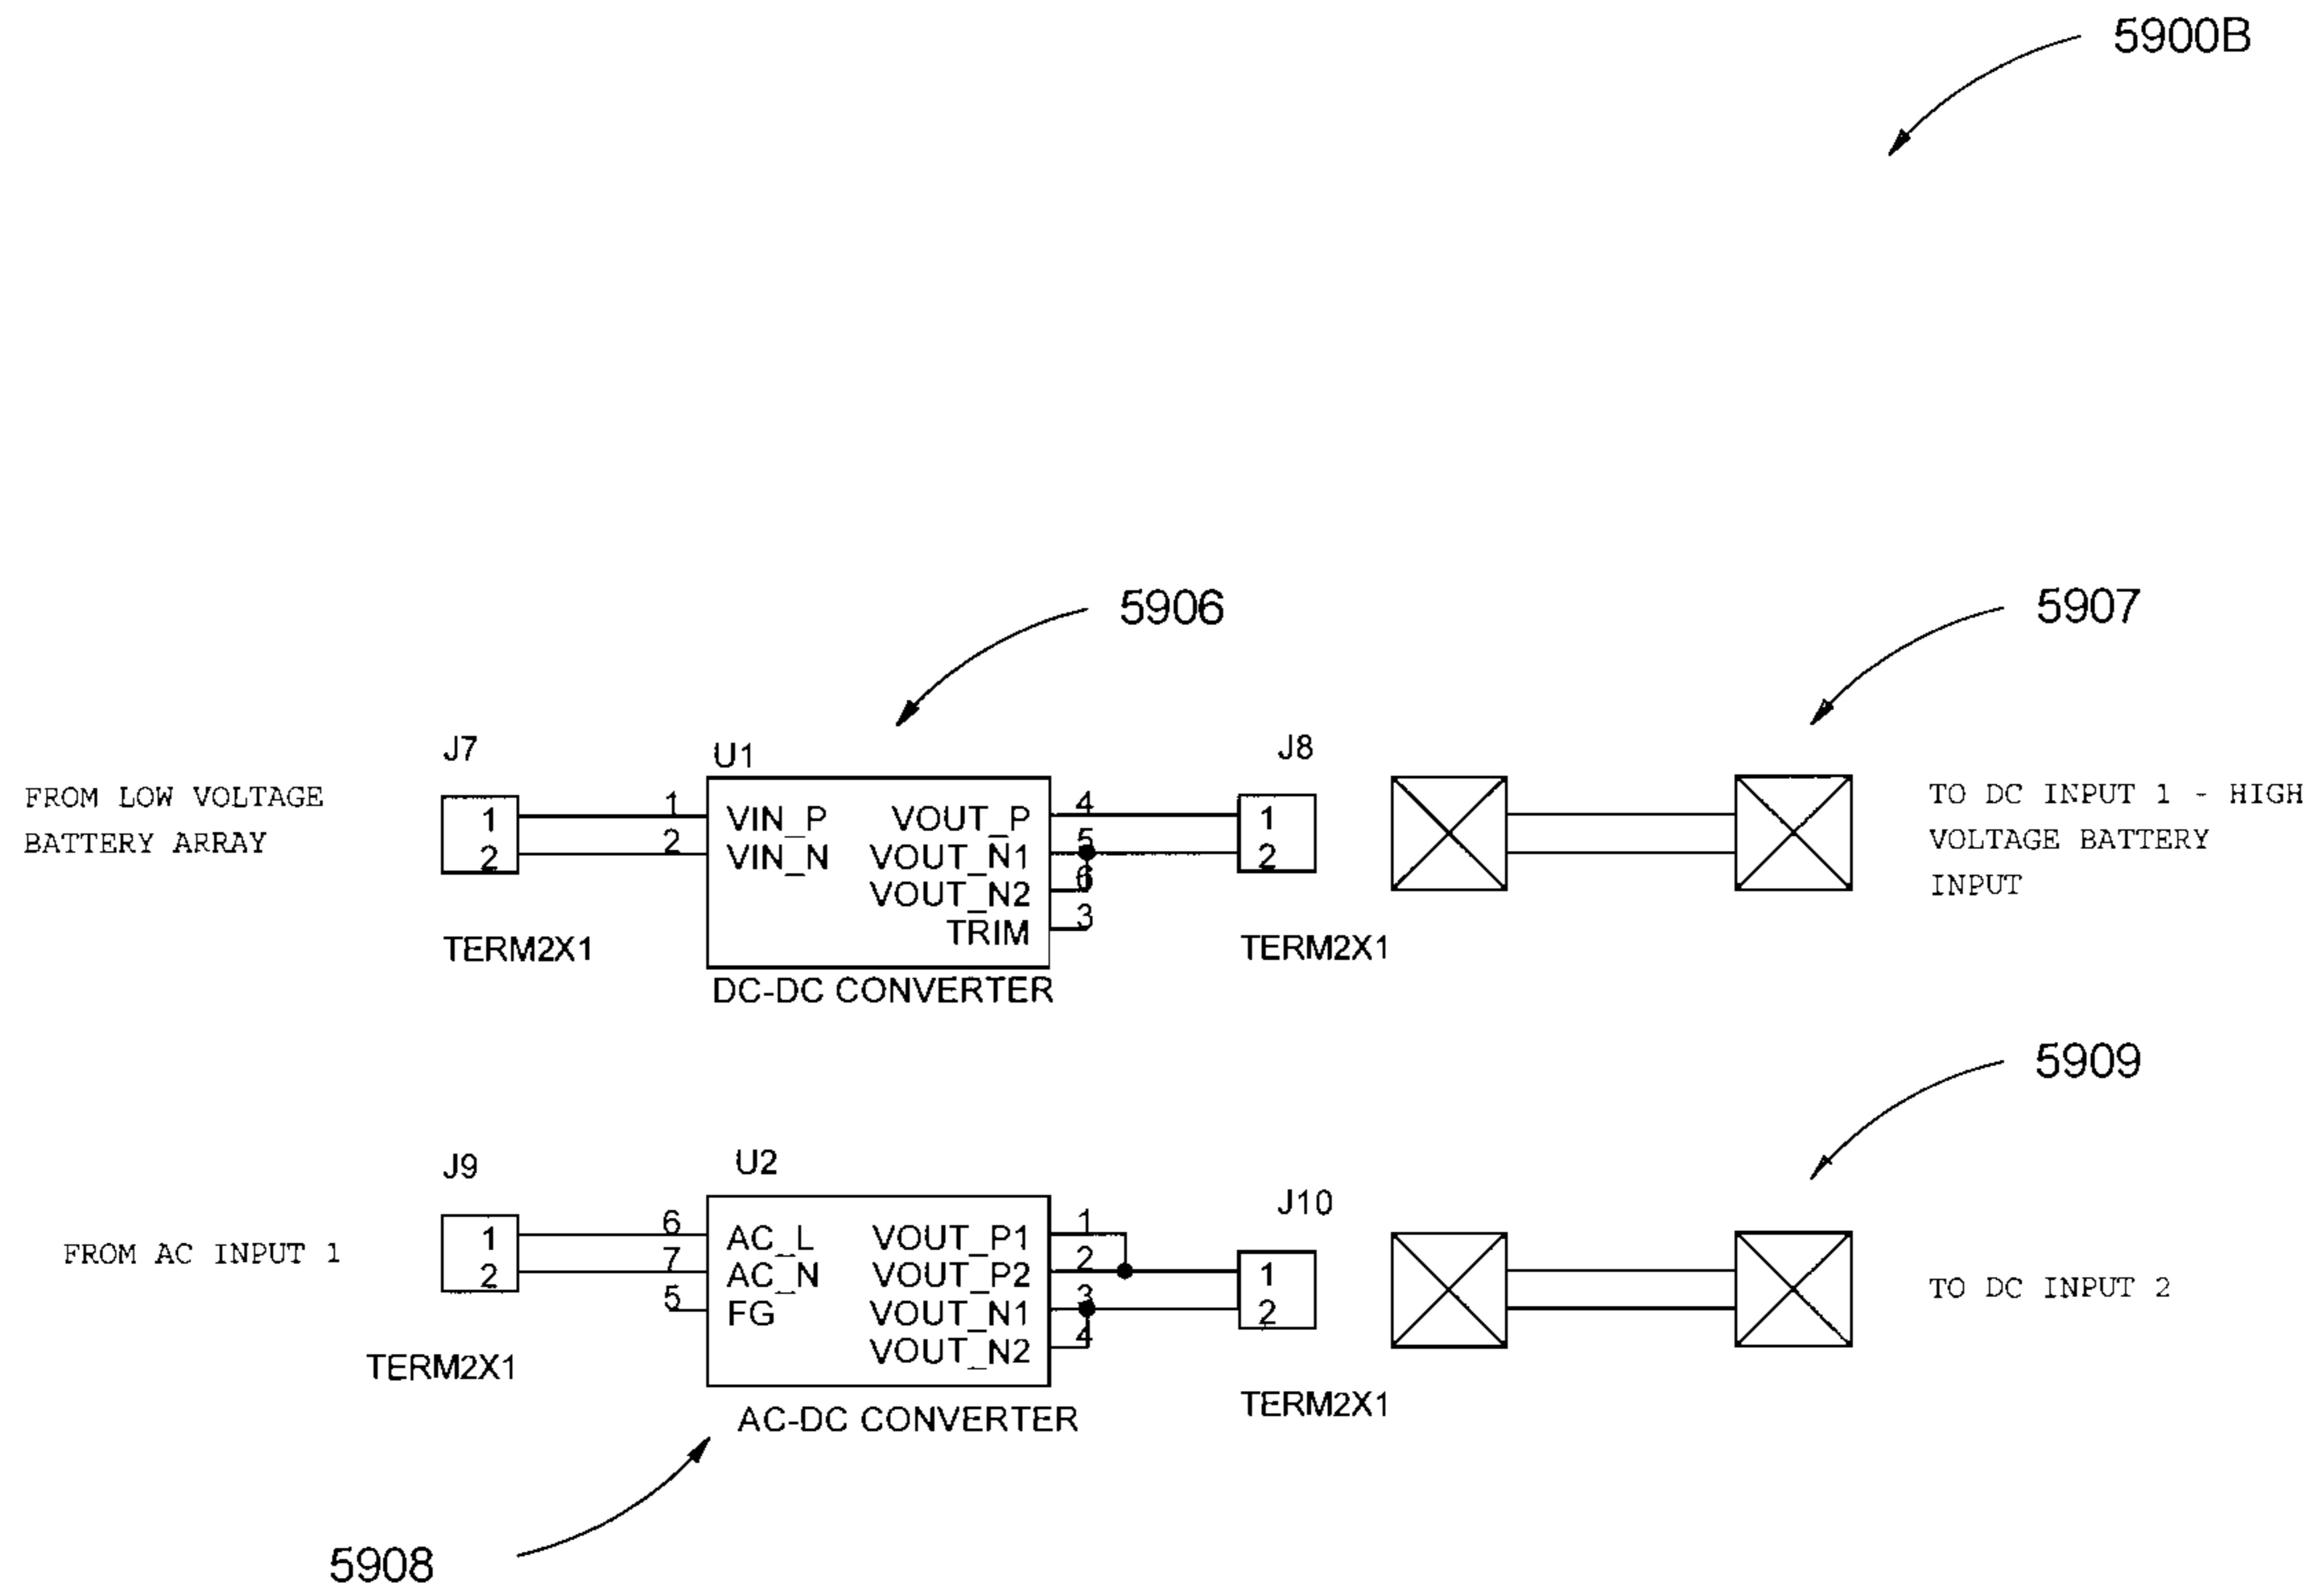 5900B
5906
5907
J7
U1
J8
FROM LOW VOLTAGE
BATTERY ARRAY
1
2
1
2
VIN_P
VIN_N
VOUT_P
VOUT_N1
VOUT_N2
TRIM
4
5
6
3
1
2
TO DC INPUT 1 - HIGH
VOLTAGE BATTERY
INPUT
TERM2X1
TERM2X1
DC-DC CONVERTER
5909
J9
U2
J10
FROM AC INPUT 1
1
2
6
7
5
AC_L
AC_N
FG
VOUT_P1
VOUT_P2
VOUT_N1
VOUT_N2
1
2
3
4
1
2
TO DC INPUT 2
TERM2X1
TERM2X1
AC-DC CONVERTER
5908